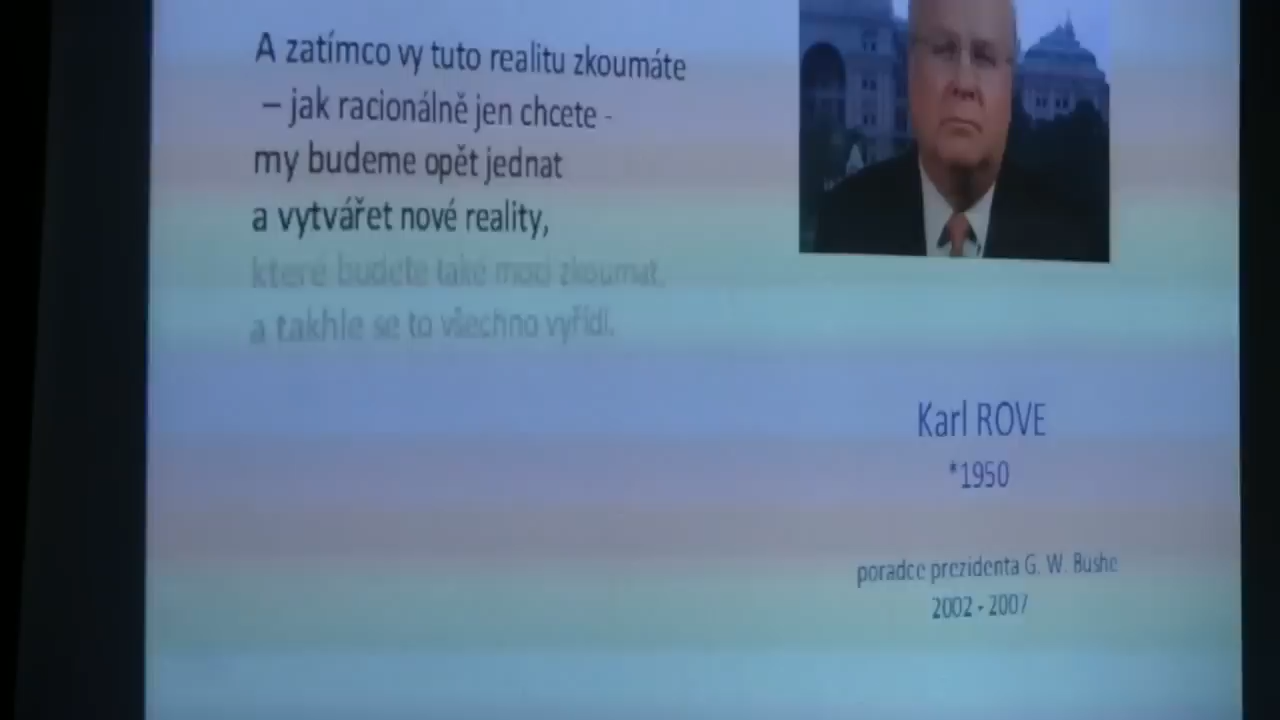 A zatímco vy tuto realitu zkoumáte
– jak racionálně jen chcete -
my budeme opět jednat
a vytvářet nové reality,
které budete také moci zkoumat,
a takhle se to všechno vyřídí.
Karl ROVE
*1950
poradce prezidenta G. W. Bushe
2002 - 2007